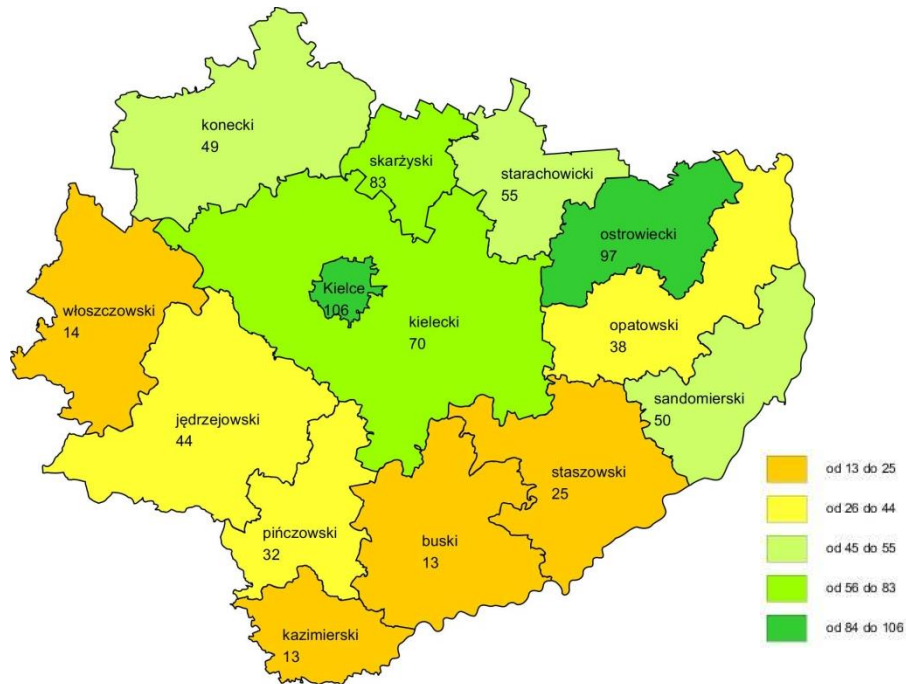 konecki
49
skarżyski
83
starachowicki
55
ostrowiecki
97
włoszczowski
14
Kielce
106
kielecki
70
opatowski
38
jędrzejowski
44
sandomierski
50
staszowski
25
pińczowski
32
buski
13
kazimierski
13
od 13 do 25
od 26 do 44
od 45 do 55
od 56 do 83
od 84 do 106